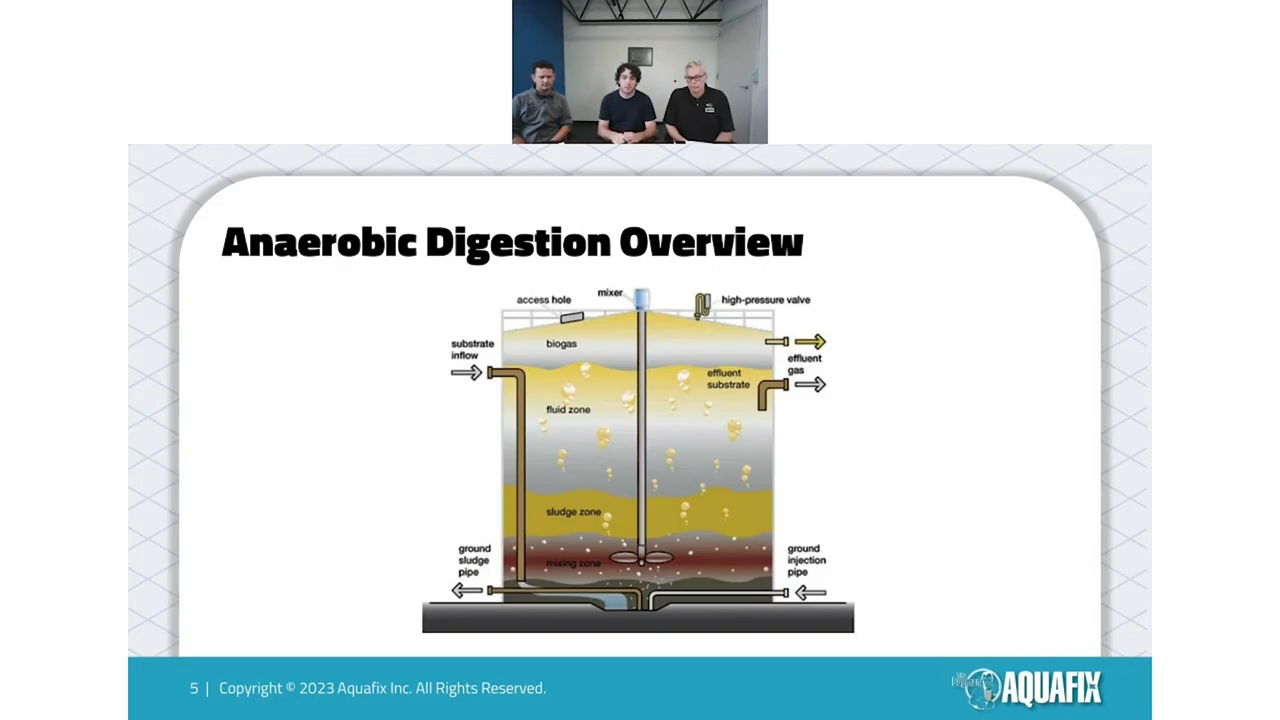 Anaerobic Digestion Overview
mixer
access hole
high-pressure valve
substrate
inflow
biogas
effluent
gas
effluent
substrate
fluid zone
sludge zone
ground
sludge
pipe
mixing zone
ground
injection
pipe
5 | Copyright © 2023 Aquafix Inc. All Rights Reserved.
AQUAFIX